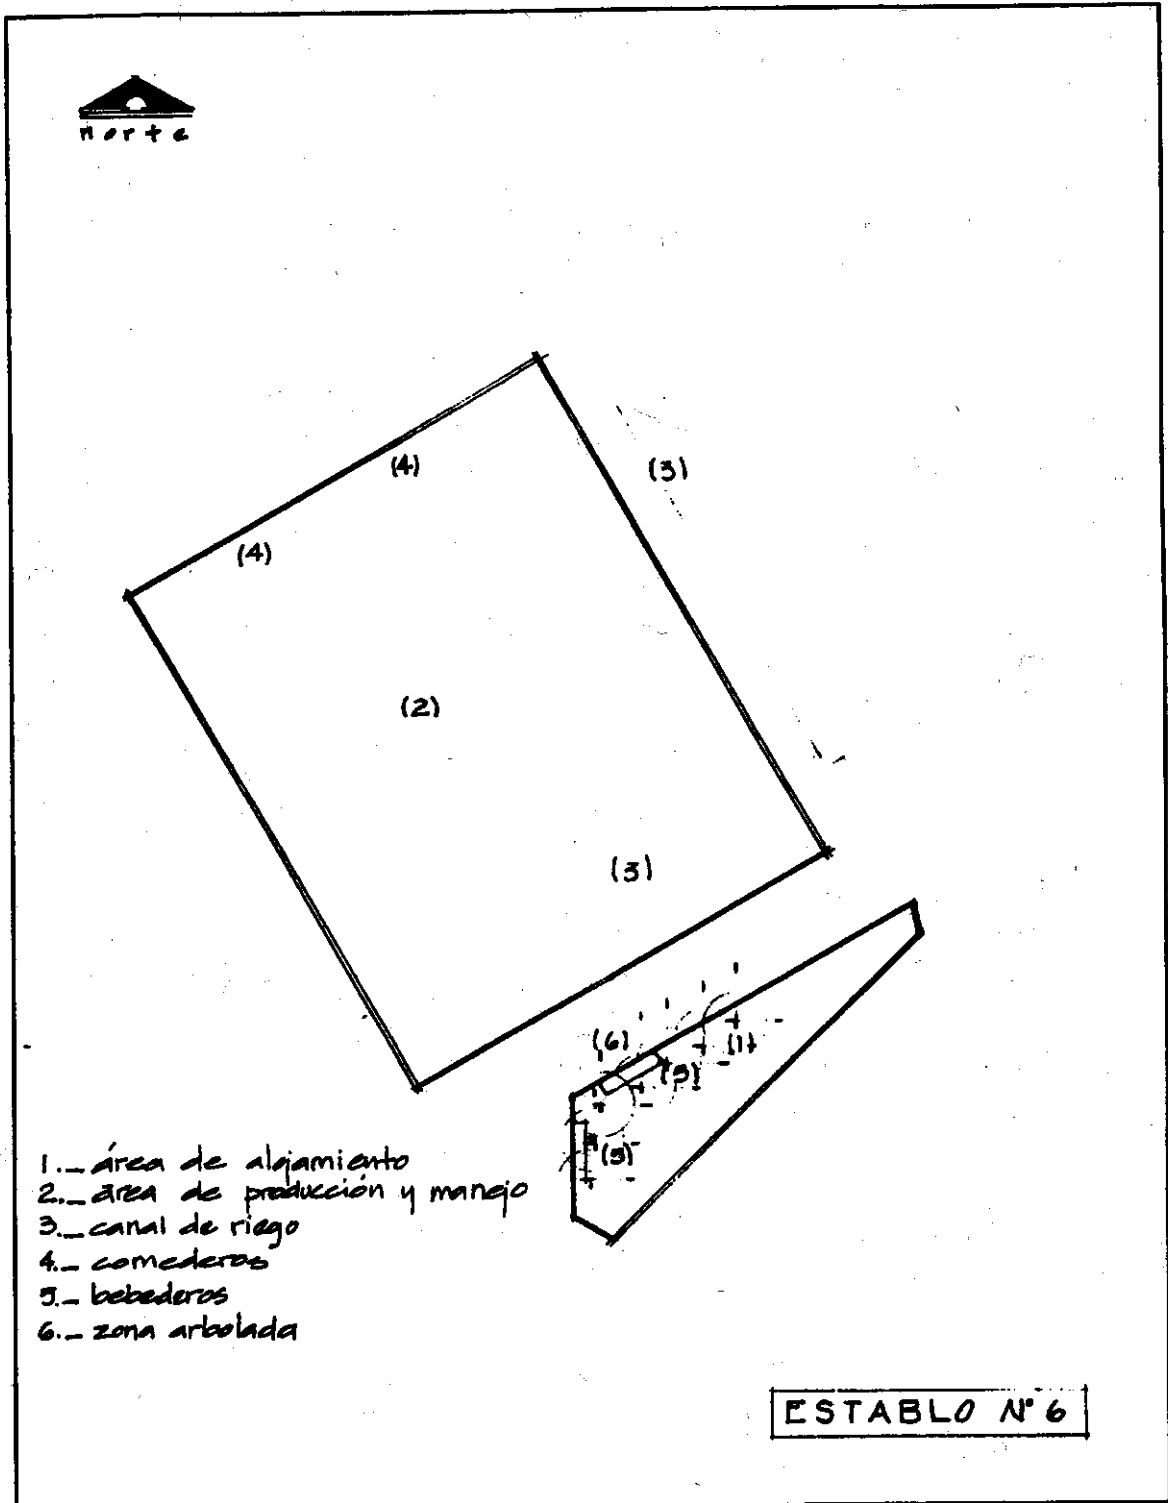 norte
(4)
(3)
(4)
(2)
(3)
(6)
(1)
(5)
(5)
1._ área de alojamiento
2._ área de producción y manejo
3._ canal de riego
4._ comederos
5._ bebederos
6._ zona arbolada
ESTABLO Nº 6